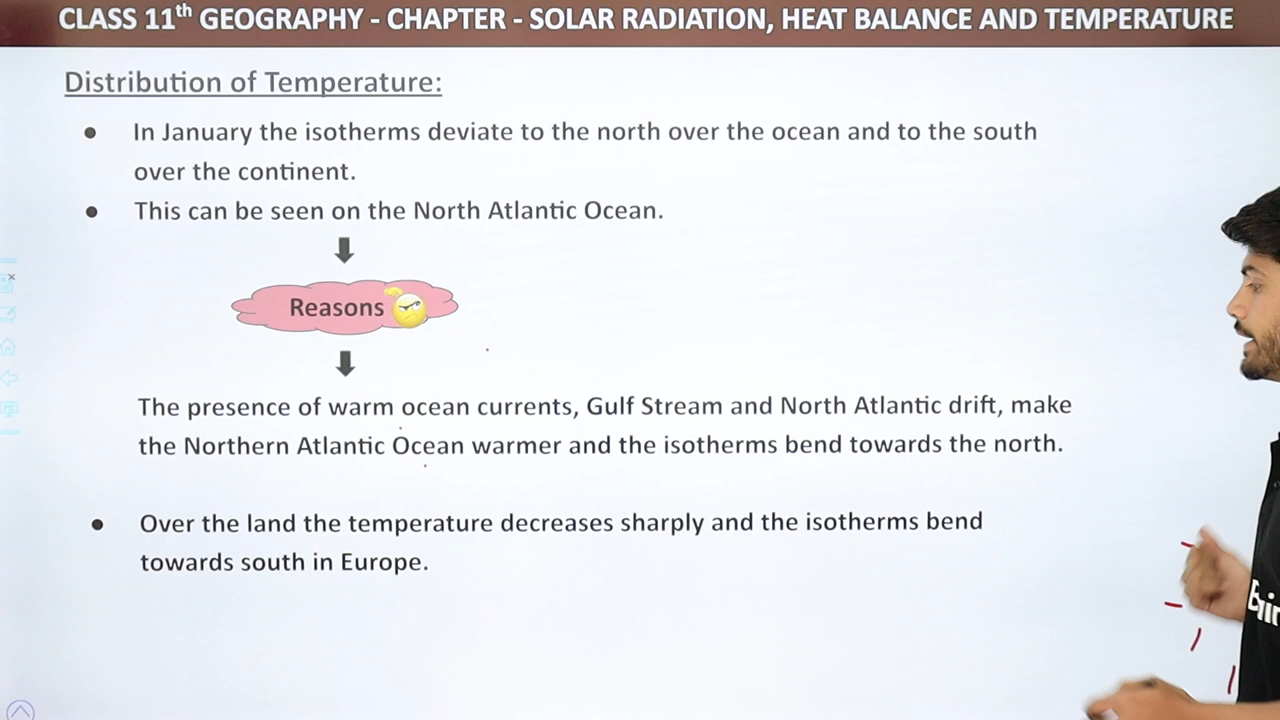 CLASS 11th GEOGRAPHY - CHAPTER - SOLAR RADIATION, HEAT BALANCE AND TEMPERATURE
Distribution of Temperature:
● In January the isotherms deviate to the north over the ocean and to the south
over the continent.
● This can be seen on the North Atlantic Ocean.
Reasons
The presence of warm ocean currents, Gulf Stream and North Atlantic drift, make
the Northern Atlantic Ocean warmer and the isotherms bend towards the north.
● Over the land the temperature decreases sharply and the isotherms bend
towards south in Europe.